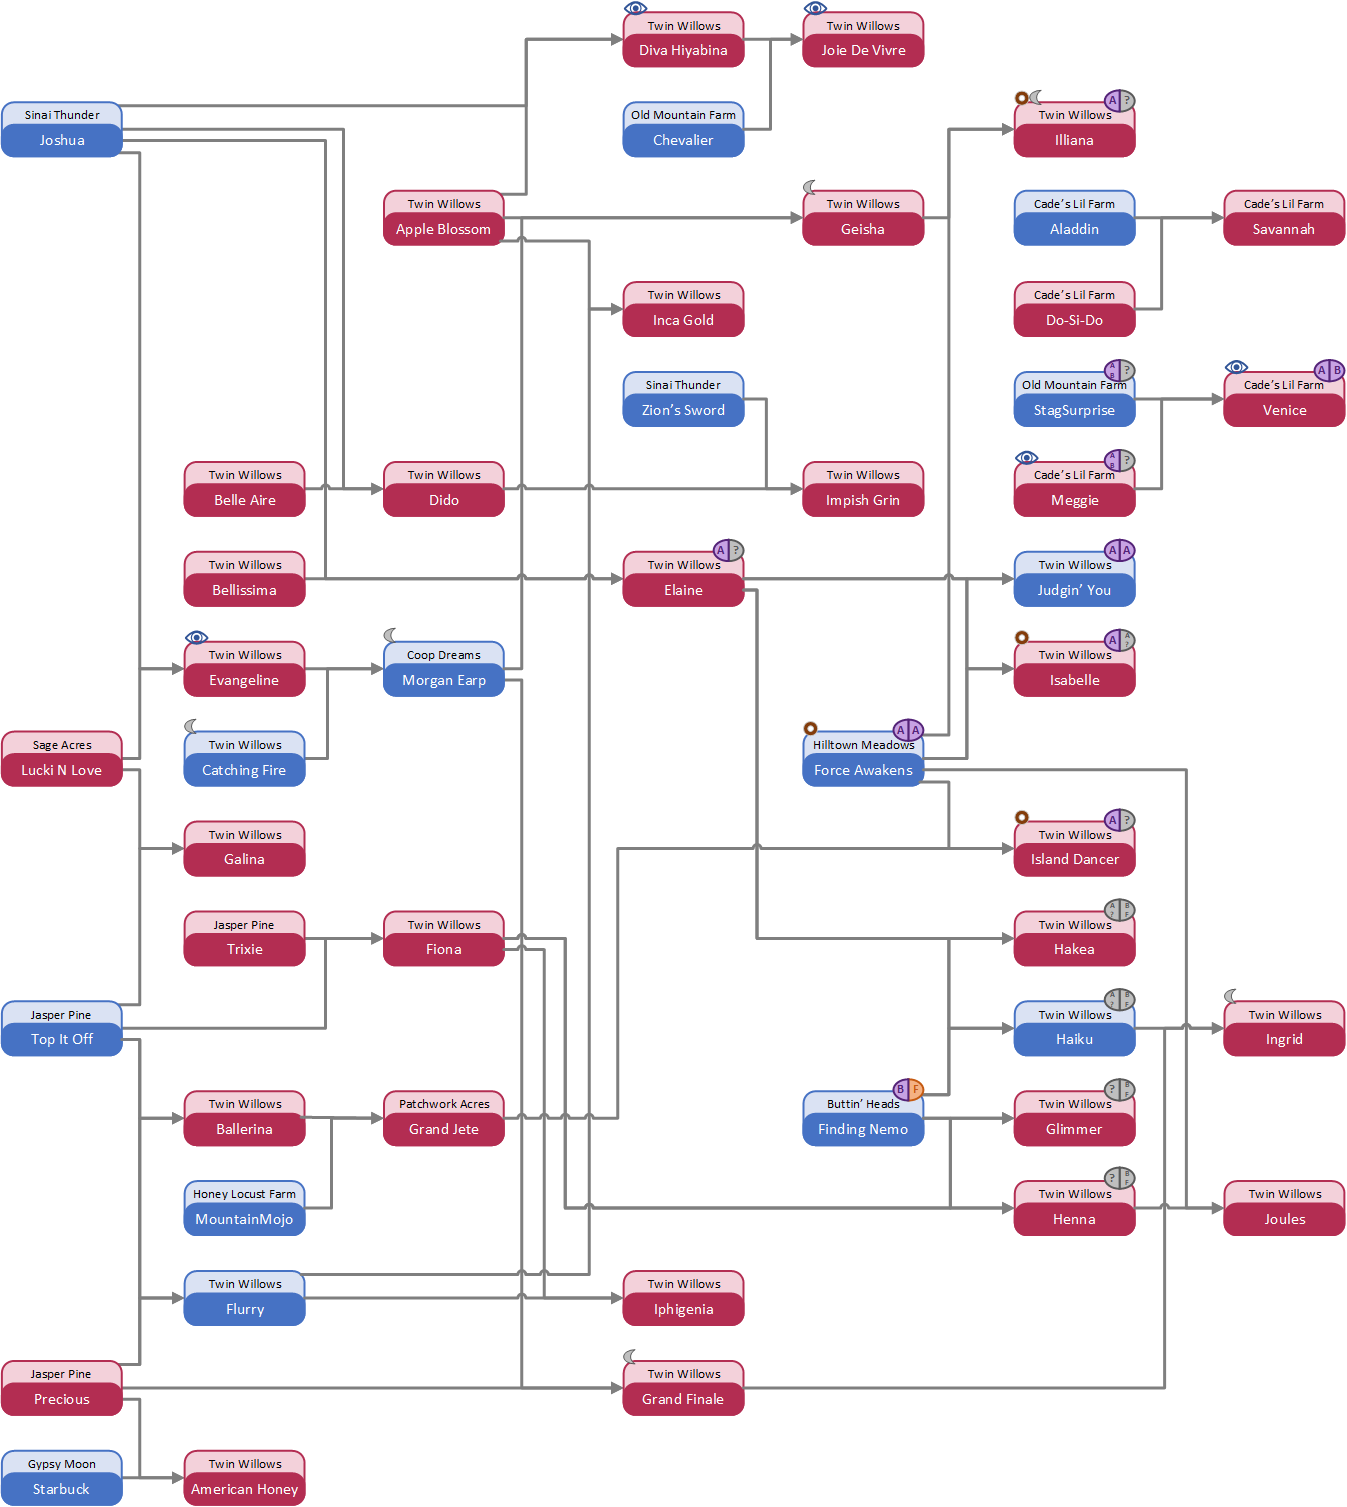 Twin Willows
Diva Hiyabina
Twin Willows
Joie De Vivre
Sinai Thunder
Joshua
Old Mountain Farm
Chevalier
A ?
Twin Willows
Illiana
Twin Willows
Apple Blossom
Twin Willows
Geisha
Cade's Lil Farm
Aladdin
Cade's Lil Farm
Savannah
Twin Willows
Inca Gold
Cade's Lil Farm
Do-Si-Do
Sinai Thunder
Zion's Sword
A B ?
Old Mountain Farm
StagSurprise
A B
Cade's Lil Farm
Venice
Twin Willows
Belle Aire
Twin Willows
Dido
Twin Willows
Impish Grin
A B ?
Cade's Lil Farm
Meggie
Twin Willows
Bellissima
A ?
Twin Willows
Elaine
A A
Twin Willows
Judgin' You
Twin Willows
Evangeline
Coop Dreams
Morgan Earp
A A ?
Twin Willows
Isabelle
Sage Acres
Lucki N Love
Twin Willows
Catching Fire
A A
Hilltown Meadows
Force Awakens
Twin Willows
Galina
A ?
Twin Willows
Island Dancer
Jasper Pine
Trixie
Twin Willows
Fiona
A ? B F
Twin Willows
Hakea
Jasper Pine
Top It Off
A ? B F
Twin Willows
Haiku
Twin Willows
Ingrid
Twin Willows
Ballerina
Patchwork Acres
Grand Jete
B F
Buttin' Heads
Finding Nemo
? B F
Twin Willows
Glimmer
Honey Locust Farm
MountainMojo
? B F
Twin Willows
Henna
Twin Willows
Joules
Twin Willows
Flurry
Twin Willows
Iphigenia
Jasper Pine
Precious
Twin Willows
Grand Finale
Gypsy Moon
Starbuck
Twin Willows
American Honey